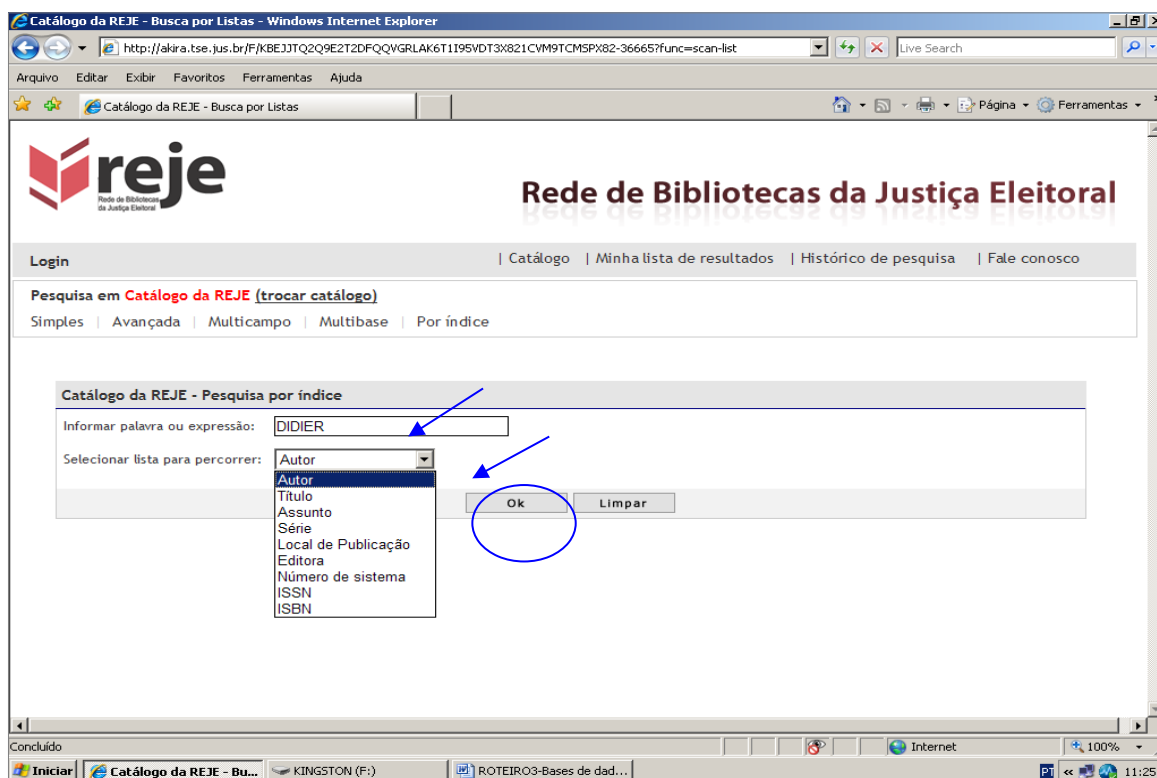 Catálogo da REJE - Busca por Listas - Windows Internet Explorer
http://akira.tse.jus.br/F/KBEJJTQ2Q9E2T2DFQQVGRLAK6T1I95VDT3X821CVM9TCMSPX82-36665?func=scan-list
Live Search
Arquivo Editar Exibir Favoritos Ferramentas Ajuda
Catálogo da REJE - Busca por Listas
Página Ferramentas
reje
Rede de Bibliotecas
da Justiça Eleitoral
Rede de Bibliotecas da Justiça Eleitoral
Login | Catálogo | Minha lista de resultados | Histórico de pesquisa | Fale conosco
Pesquisa em Catálogo da REJE (trocar catálogo)
Simples | Avançada | Multicampo | Multibase | Por índice
Catálogo da REJE - Pesquisa por índice
Informar palavra ou expressão: DIDIER
Selecionar lista para percorrer: Autor
Autor
Título
Assunto
Série
Local de Publicação
Editora
Número de sistema
ISSN
ISBN
Ok Limpar
Concluído Internet 100%
Iniciar Catálogo da REJE - Bu... KINGSTON (F:) ROTEIRO3-Bases de dad... PT « 11:25